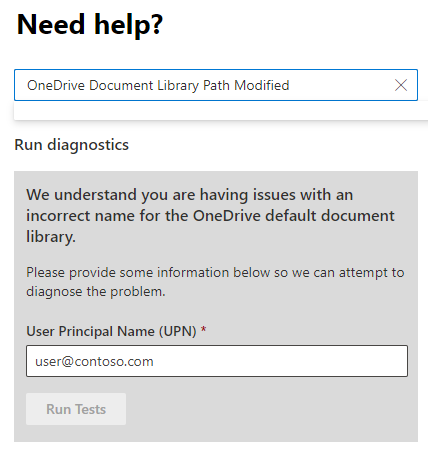 Need help?
OneDrive Document Library Path Modified
Run diagnostics
We understand you are having issues with an
incorrect name for the OneDrive default document
library.
Please provide some information below so we can attempt to
diagnose the problem.
User Principal Name (UPN) *
user@contoso.com
Run Tests